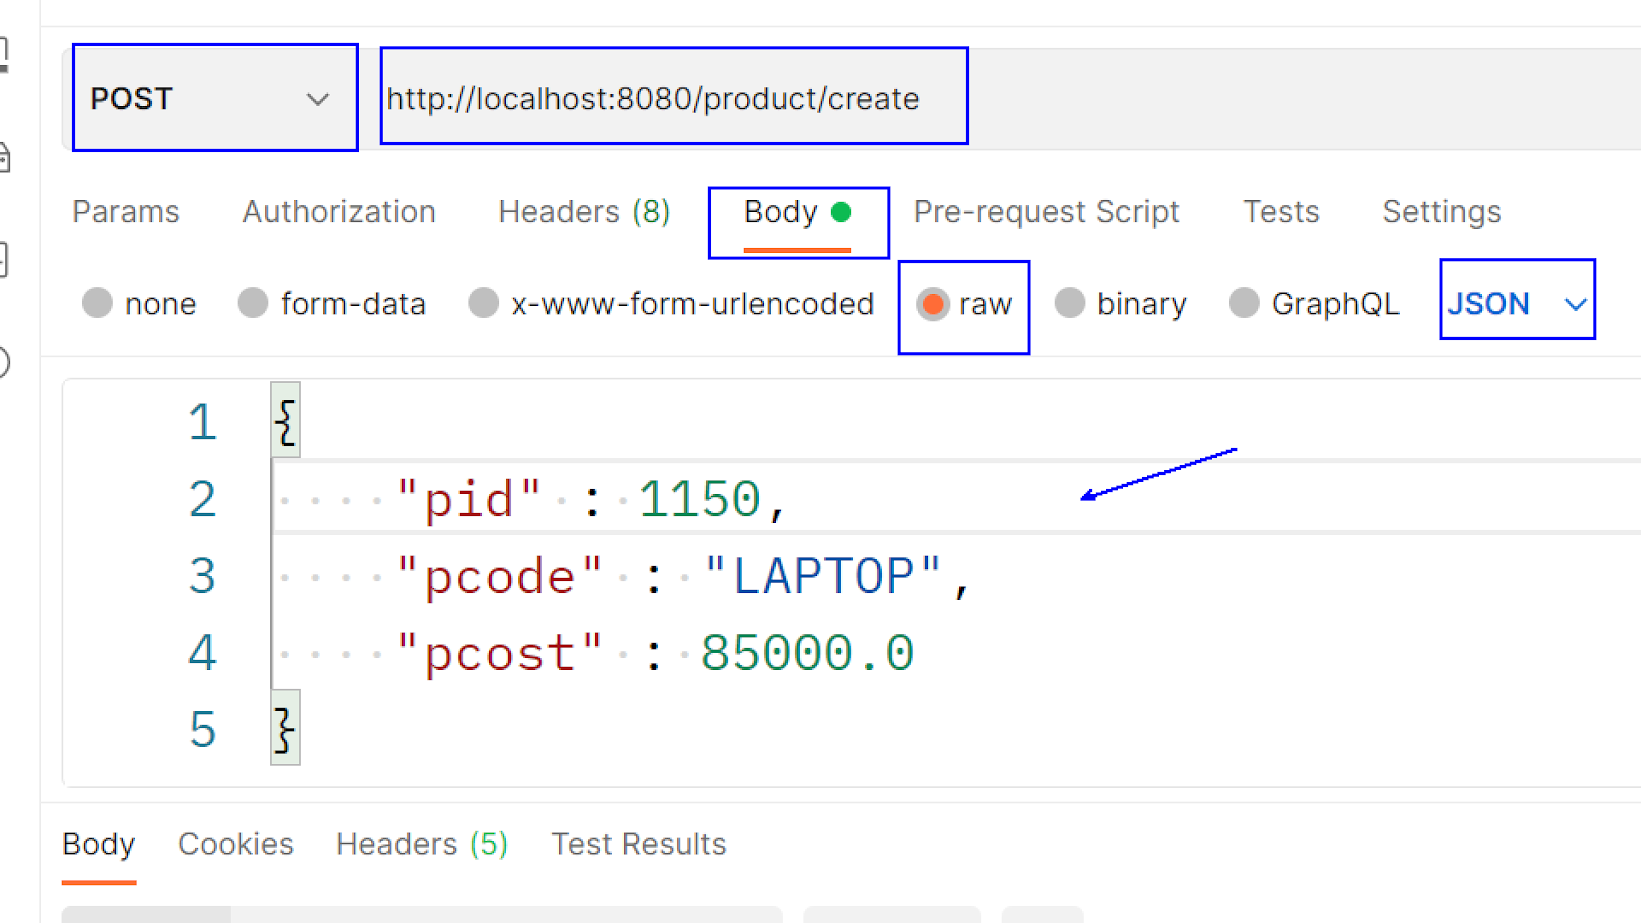 POST http://localhost:8080/product/create
Params Authorization Headers (8) Body Pre-request Script Tests Settings
none form-data x-www-form-urlencoded raw binary GraphQL JSON
1 {
2 "pid" : 1150,
3 "pcode" : "LAPTOP",
4 "pcost" : 85000.0
5 }
Body Cookies Headers (5) Test Results